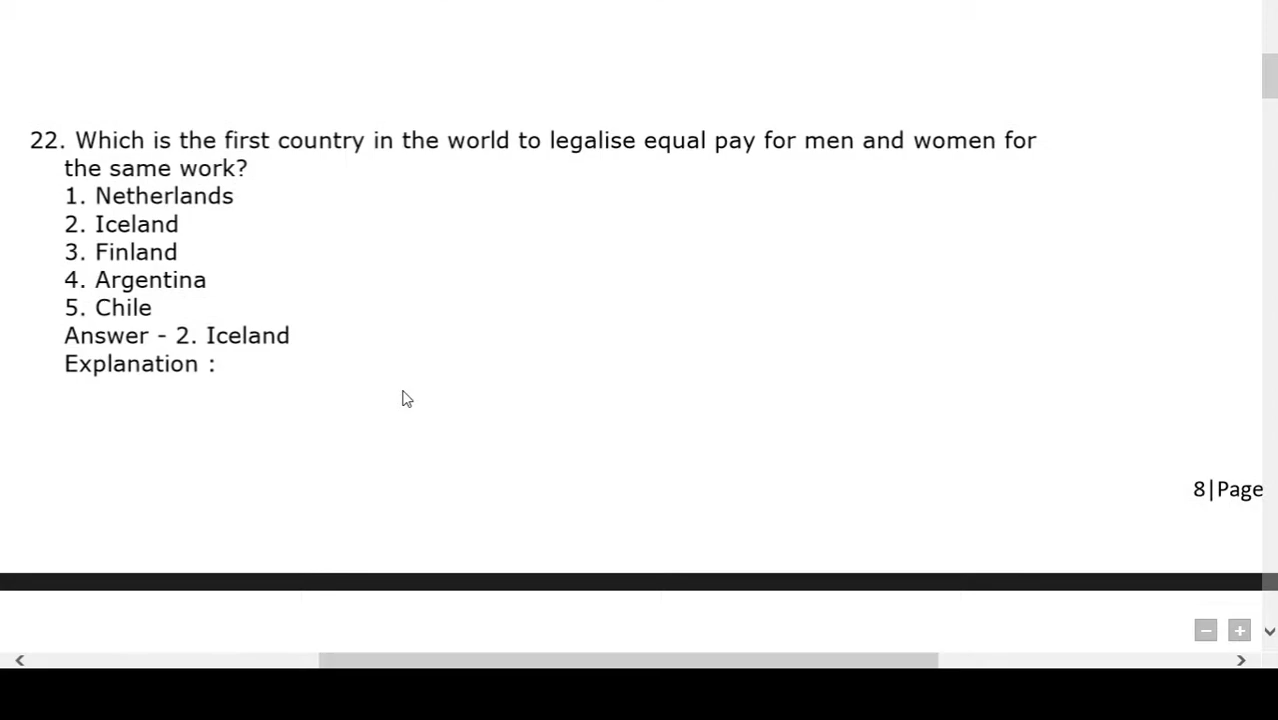 22. Which is the first country in the world to legalise equal pay for men and women for
the same work?
1. Netherlands
2. Iceland
3. Finland
4. Argentina
5. Chile
Answer - 2. Iceland
Explanation :
8|Page